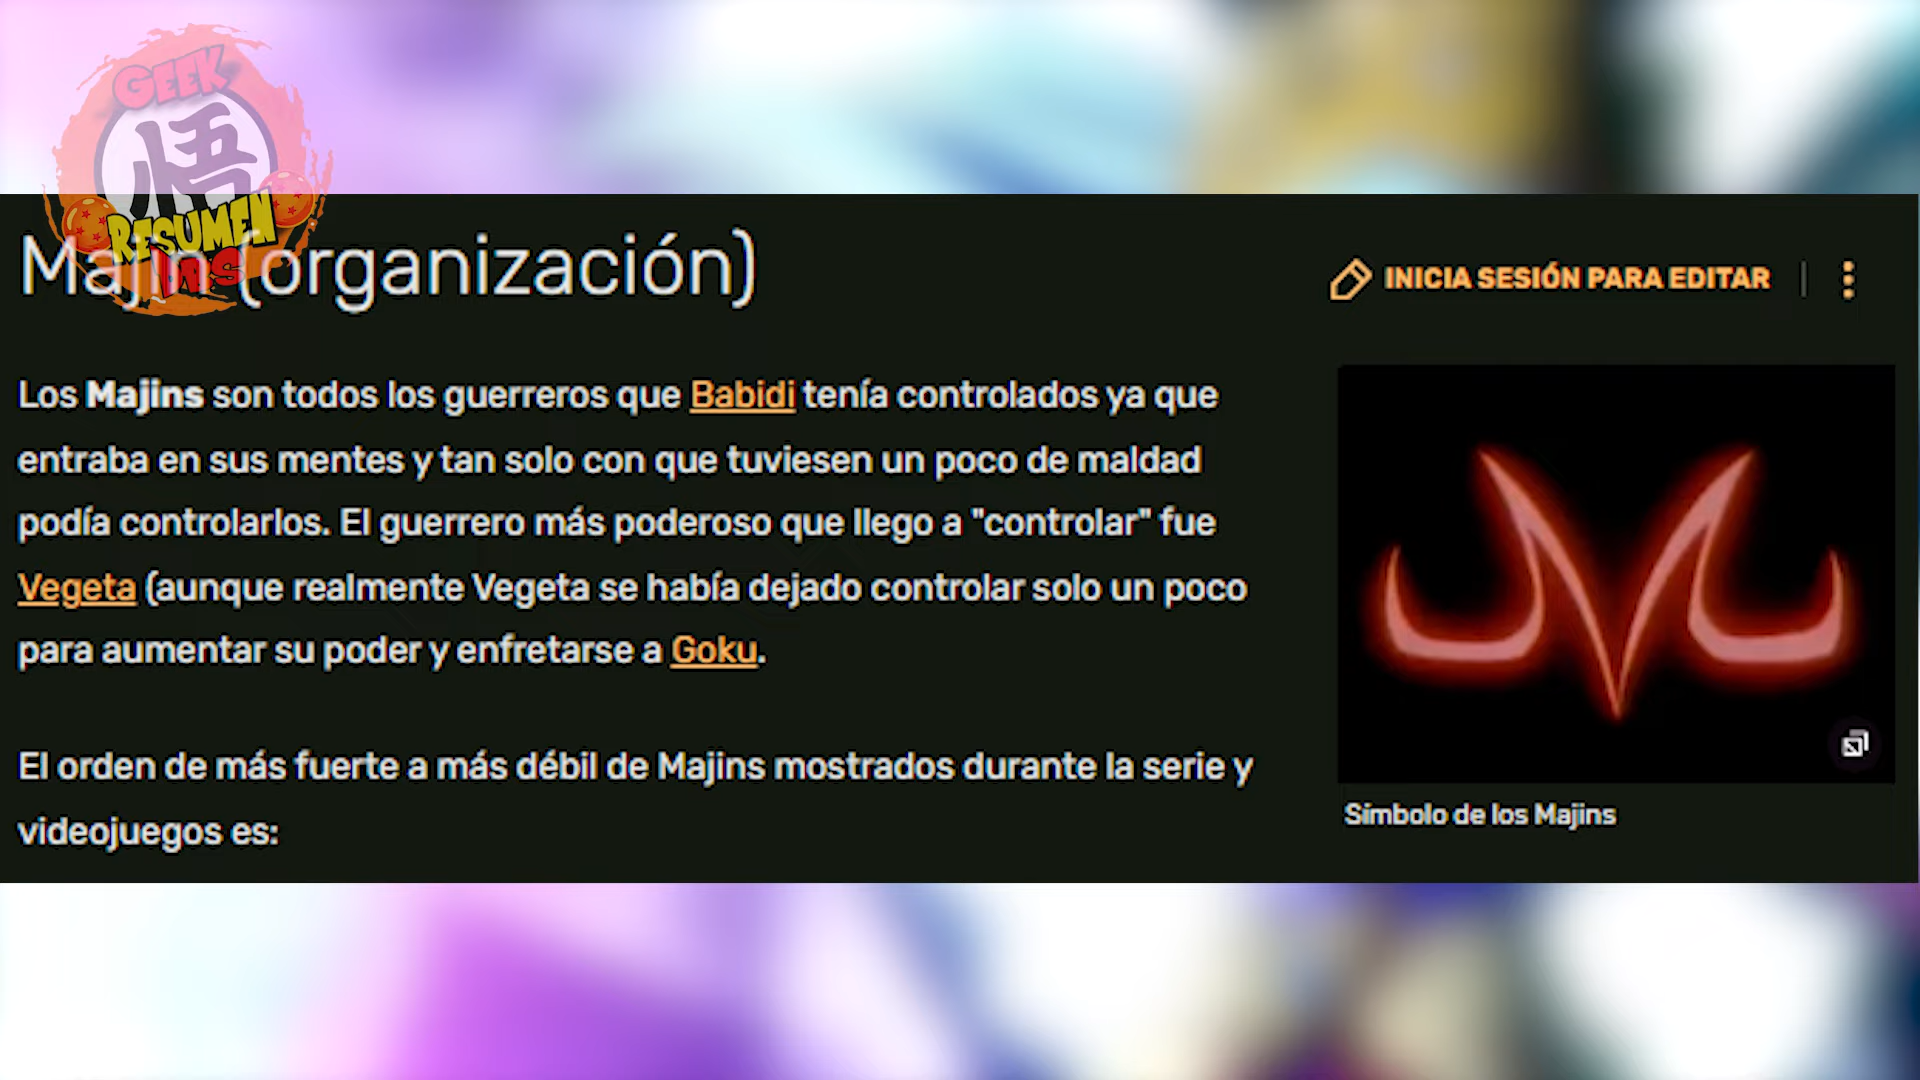 GEEK
悟
RESUMEN
DBS
Majin (organización)
INICIA SESIÓN PARA EDITAR
Los Majins son todos los guerreros que Babidi tenía controlados ya que
entraba en sus mentes y tan solo con que tuviesen un poco de maldad
podía controlarlos. El guerrero más poderoso que llego a "controlar" fue
Vegeta (aunque realmente Vegeta se había dejado controlar solo un poco
para aumentar su poder y enfretarse a Goku.
El orden de más fuerte a más débil de Majins mostrados durante la serie y
videojuegos es:
Símbolo de los Majins